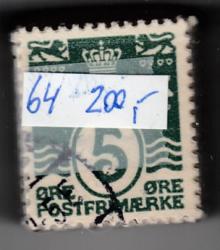 64 - 200,-
5
ØRE ØRE
POSTFRIMÆRKE